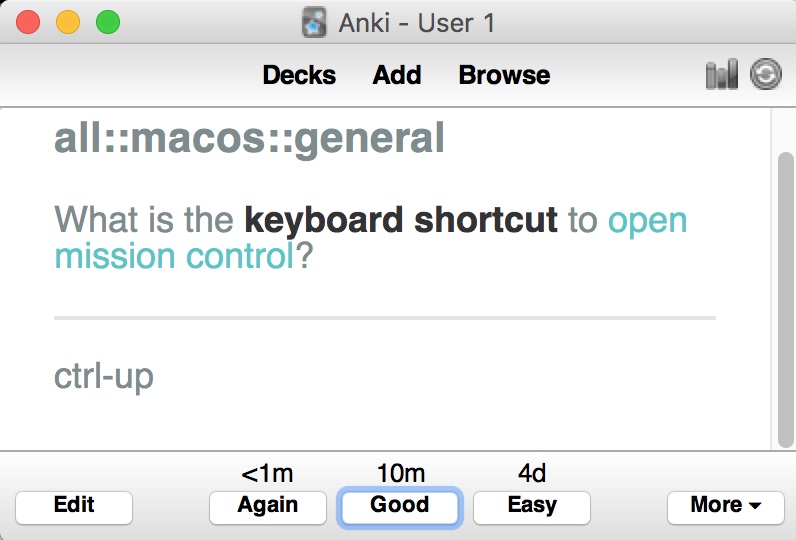 Anki - User 1
Decks Add Browse
all::macos::general
What is the keyboard shortcut to open
mission control?
ctrl-up
<1m 10m 4d
Edit Again Good Easy More